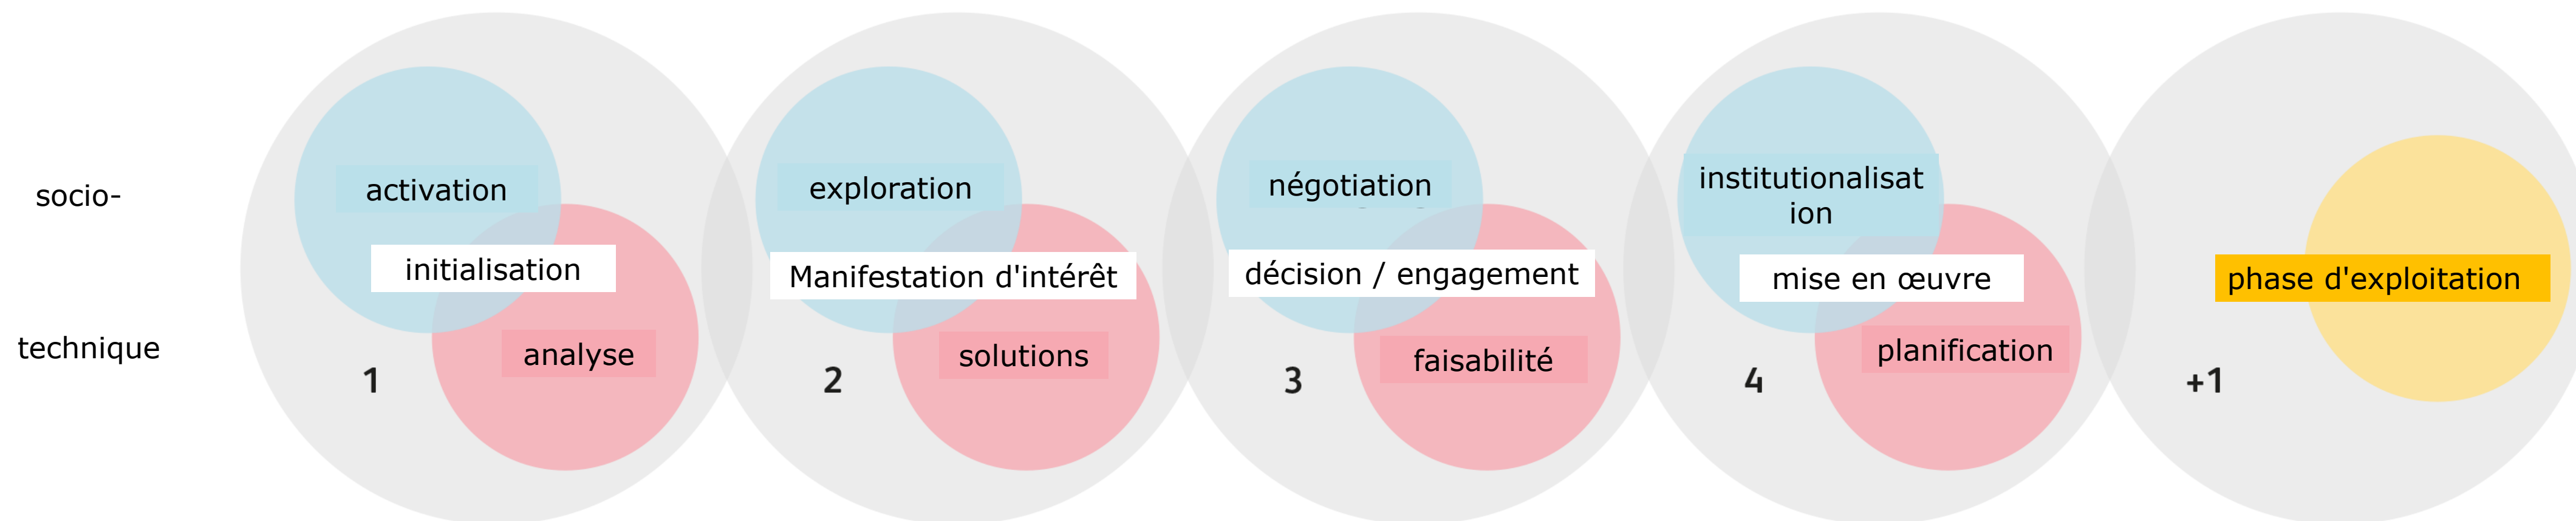 socio-
technique
activation
initialisation
analyse
1
exploration
Manifestation d'intérêt
solutions
2
négotiation
décision / engagement
faisabilité
3
institutionalisat
ion
mise en œuvre
planification
4
phase d'exploitation
+1